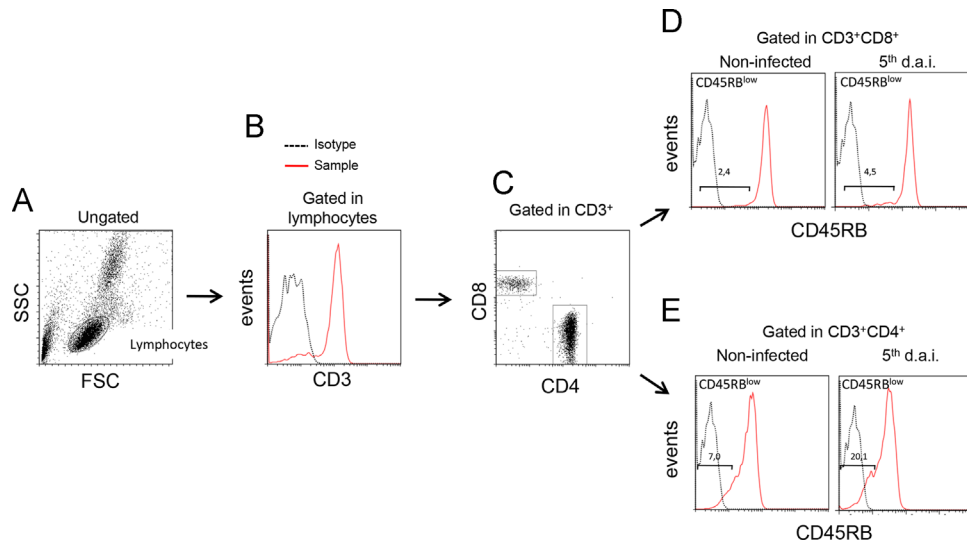 A
Ungated
SSC
FSC
Lymphocytes
B
Isotype
Sample
Gated in
lymphocytes
events
CD3
C
Gated in CD3⁺
CD8
CD4
D
Gated in CD3⁺CD8⁺
Non-infected
5ᵗʰ d.a.i.
CD45RBˡᵒʷ
CD45RBˡᵒʷ
events
2,4
4,5
CD45RB
E
Gated in CD3⁺CD4⁺
Non-infected
5ᵗʰ d.a.i.
CD45RBˡᵒʷ
CD45RBˡᵒʷ
events
7,0
20,1
CD45RB